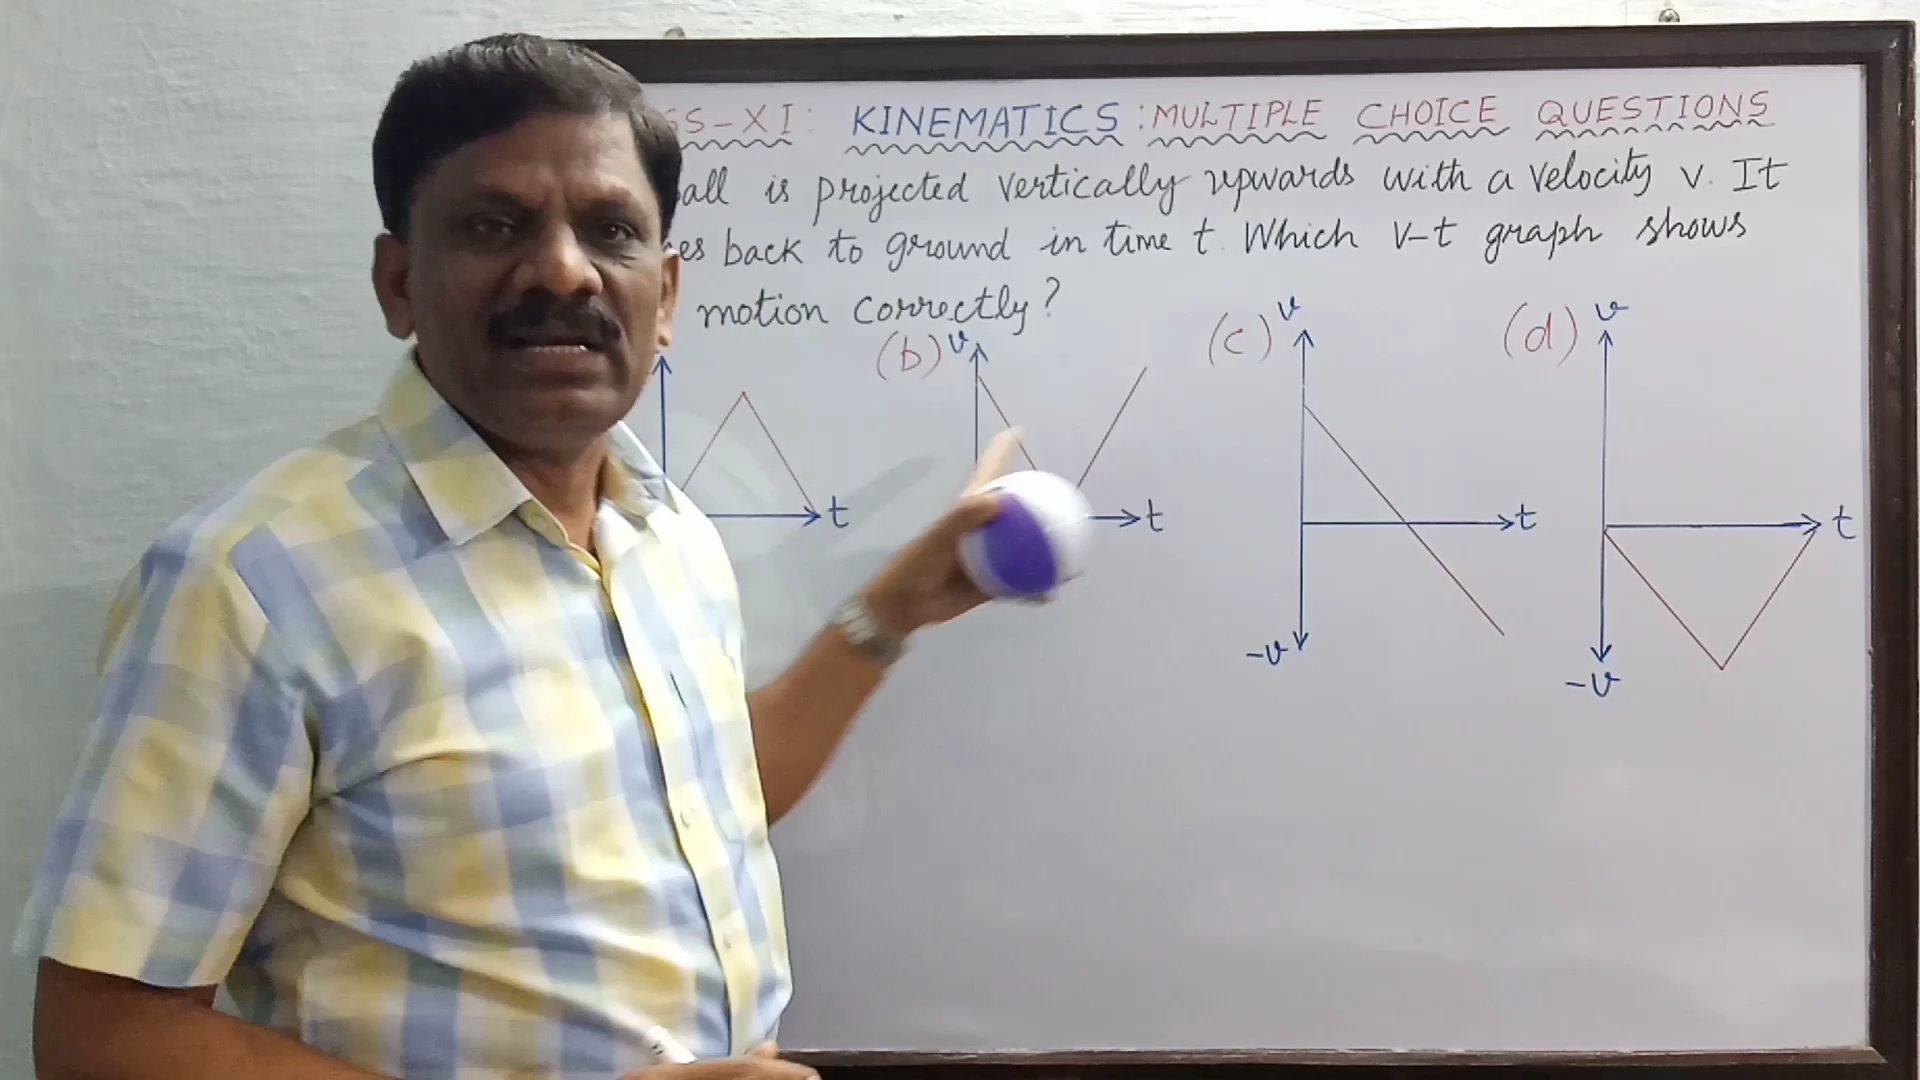 SS-XI: KINEMATICS: MULTIPLE CHOICE QUESTIONS
all is projected vertically upwards with a velocity v. It
es back to ground in time t. Which v-t graph shows
motion correctly?
t
(b) v
t
(c) v
t
-v
(d) v
t
-v